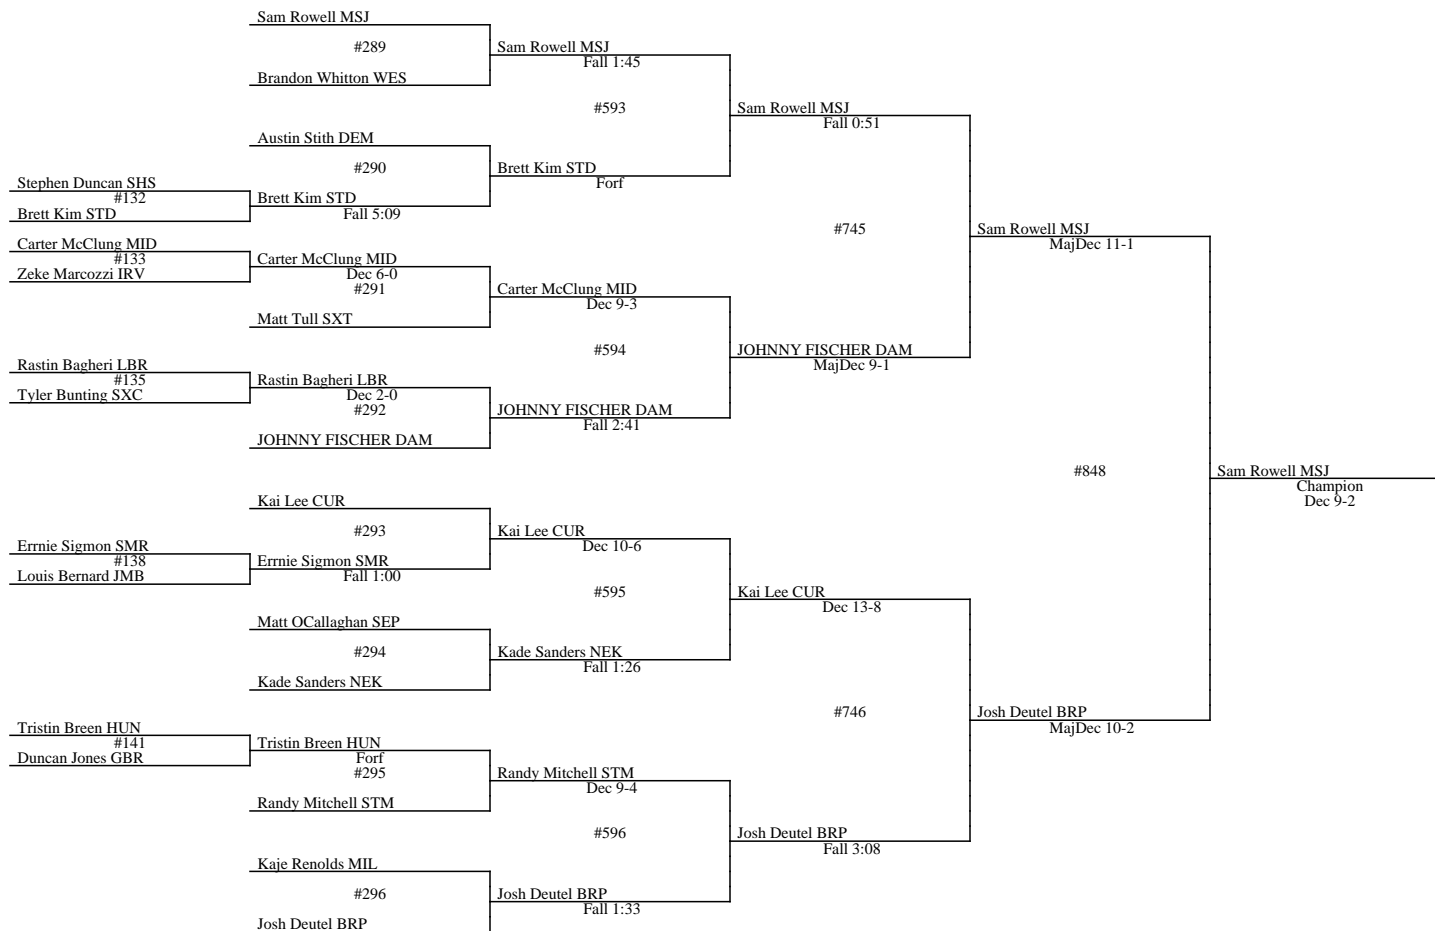 Sam Rowell MSJ
#289
Sam Rowell MSJ
Fall 1:45
Brandon Whitton WES
#593
Sam Rowell MSJ
Fall 0:51
Austin Stith DEM
#290
Brett Kim STD
Forf
Stephen Duncan SHS
#132
Brett Kim STD
Fall 5:09
Brett Kim STD
#745
Sam Rowell MSJ
MajDec 11-1
Carter McClung MID
#133
Carter McClung MID
Dec 6-0
Zeke Marcozzi IRV
#291
Carter McClung MID
Dec 9-3
Matt Tull SXT
#594
JOHNNY FISCHER DAM
MajDec 9-1
Rastin Bagheri LBR
#135
Rastin Bagheri LBR
Dec 2-0
Tyler Bunting SXC
#292
JOHNNY FISCHER DAM
Fall 2:41
JOHNNY FISCHER DAM
#848
Sam Rowell MSJ
Champion
Dec 9-2
Kai Lee CUR
#293
Kai Lee CUR
Dec 10-6
Errnie Sigmon SMR
#138
Errnie Sigmon SMR
Fall 1:00
Louis Bernard JMB
#595
Kai Lee CUR
Dec 13-8
Matt OCallaghan SEP
#294
Kade Sanders NEK
Fall 1:26
Kade Sanders NEK
#746
Josh Deutel BRP
MajDec 10-2
Tristin Breen HUN
#141
Tristin Breen HUN
Forf
Duncan Jones GBR
#295
Randy Mitchell STM
Dec 9-4
Randy Mitchell STM
#596
Josh Deutel BRP
Fall 3:08
Kaje Renolds MIL
#296
Josh Deutel BRP
Fall 1:33
Josh Deutel BRP